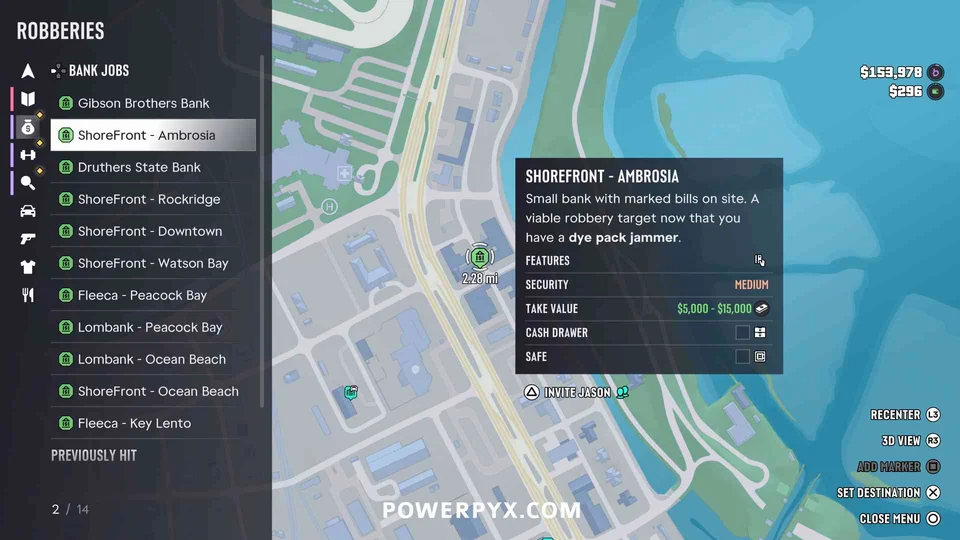 ROBBERIES
BANK JOBS
Gibson Brothers Bank
ShoreFront - Ambrosia
Druthers State Bank
ShoreFront - Rockridge
ShoreFront - Downtown
ShoreFront - Watson Bay
Fleeca - Peacock Bay
Lombank - Peacock Bay
Lombank - Ocean Beach
ShoreFront - Ocean Beach
Fleeca - Key Lento
PREVIOUSLY HIT
2 / 14
H
2.28 mi
$153,978
$296
SHOREFRONT - AMBROSIA
Small bank with marked bills on site. A
viable robbery target now that you
have a dye pack jammer.
FEATURES
SECURITY MEDIUM
TAKE VALUE $5,000 - $15,000
CASH DRAWER
SAFE
INVITE JASON
RECENTER L3
3D VIEW R3
ADD MARKER
SET DESTINATION
CLOSE MENU
POWERPYX.COM